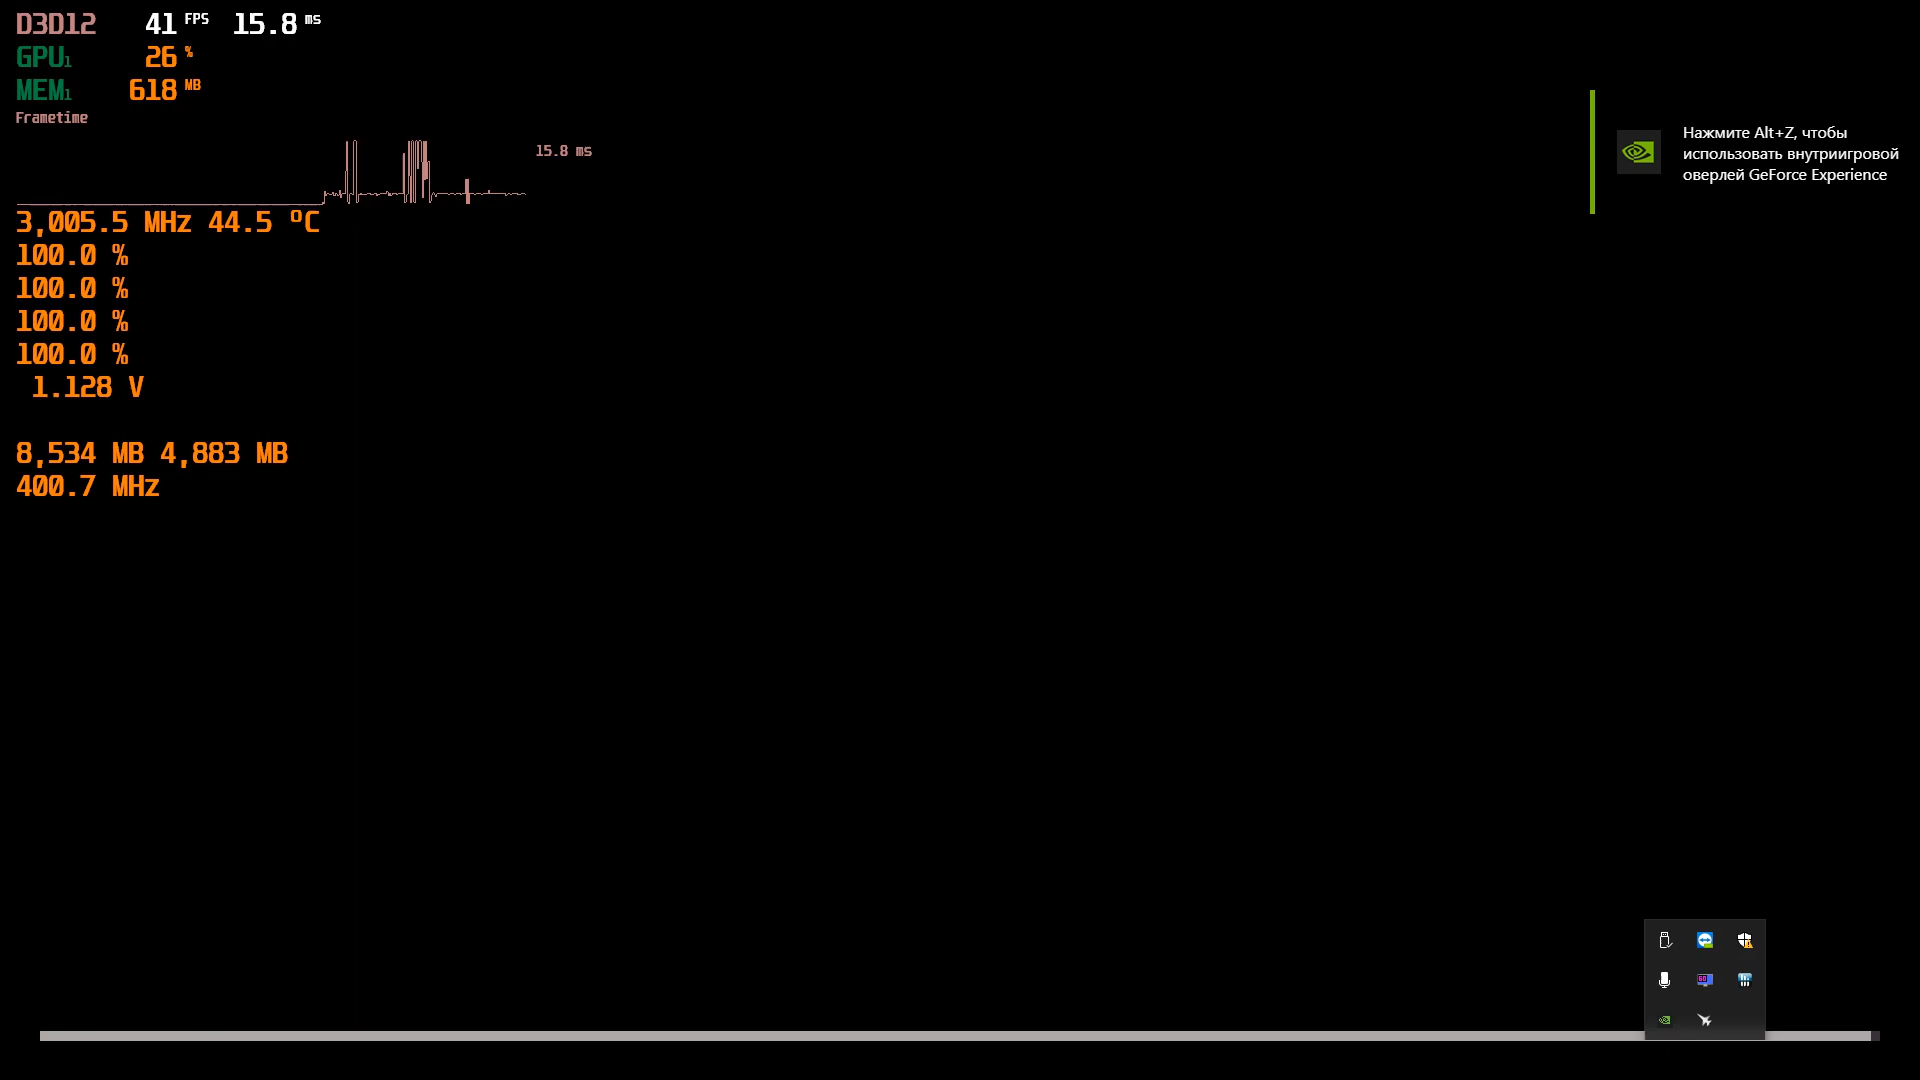 D3D12 41 FPS 15.8 ms
GPU1 26 %
MEM1 618 MB
Frametime
15.8 ms
3,005.5 MHz 44.5 °C
100.0 %
100.0 %
100.0 %
100.0 %
1.128 V
8,534 MB 4,883 MB
400.7 MHz
Нажмите Alt+Z, чтобы
использовать внутриигровой
оверлей GeForce Experience
60